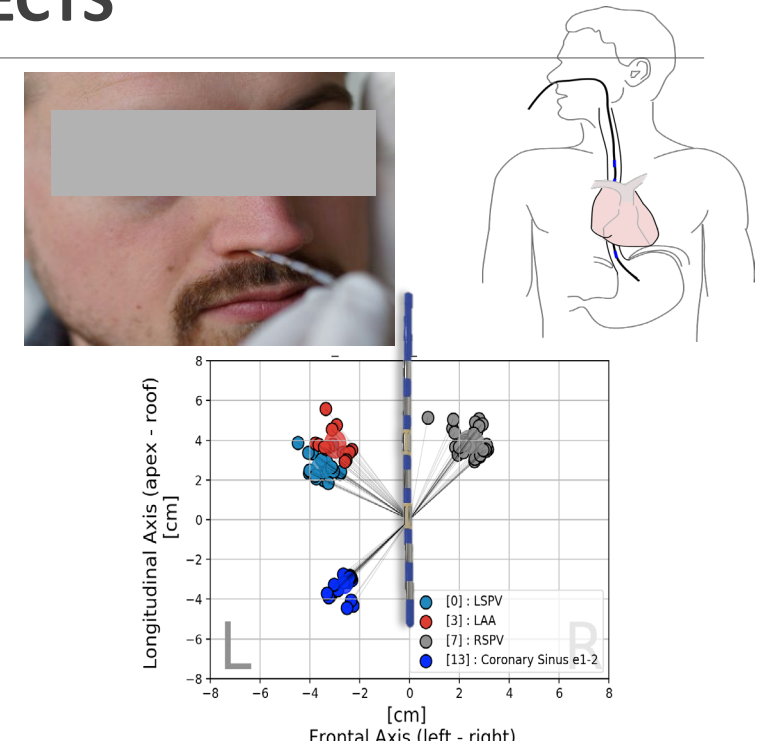 8
6
4
2
0
−2
−4
−6
−8
Longitudinal Axis (apex - roof)
[cm]
L
R
[0] : LSPV
[3] : LAA
[7] : RSPV
[13] : Coronary Sinus e1-2
−8 −6 −4 −2 0 2 4 6 8
[cm]
Frontal Axis (left - right)